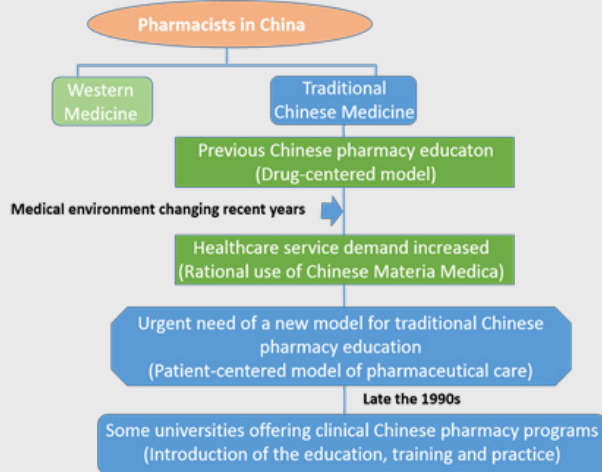 Pharmacists in China
Western
Medicine
Traditional
Chinese Medicine
Previous Chinese pharmacy educaton
(Drug-centered model)
Medical environment changing recent years
Healthcare service demand increased
(Rational use of Chinese Materia Medica)
Urgent need of a new model for traditional Chinese
pharmacy education
(Patient-centered model of pharmaceutical care)
Late the 1990s
Some universities offering clinical Chinese pharmacy programs
(Introduction of the education, training and practice)